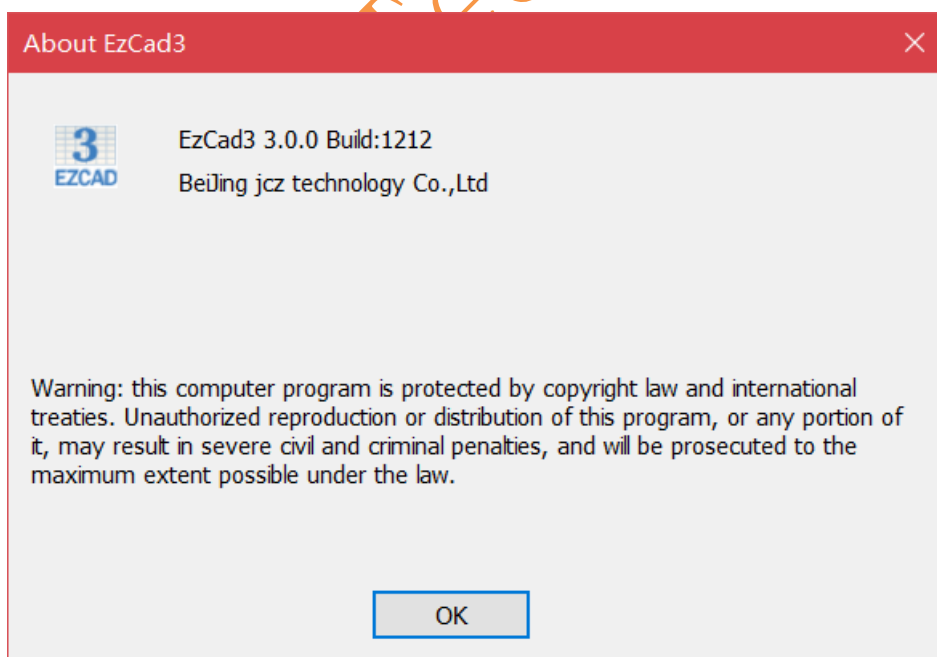 About EzCad3
3
EZCAD
EzCad3 3.0.0 Build:1212
BeiJing jcz technology Co.,Ltd
Warning: this computer program is protected by copyright law and international
treaties. Unauthorized reproduction or distribution of this program, or any portion of
it, may result in severe civil and criminal penalties, and will be prosecuted to the
maximum extent possible under the law.
OK